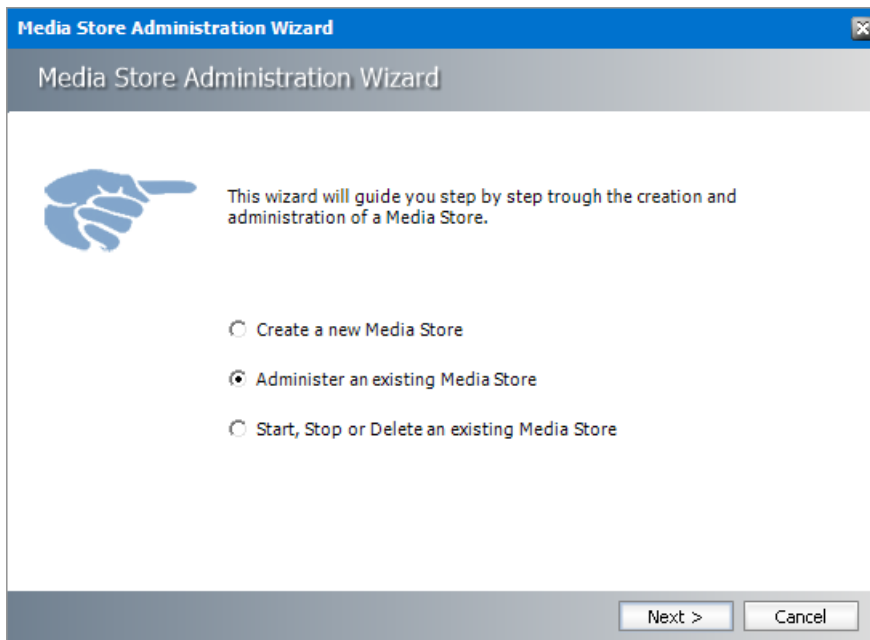 Media Store Administration Wizard
Media Store Administration Wizard
This wizard will guide you step by step trough the creation and
administration of a Media Store.
Create a new Media Store
Administer an existing Media Store
Start, Stop or Delete an existing Media Store
Next >
Cancel